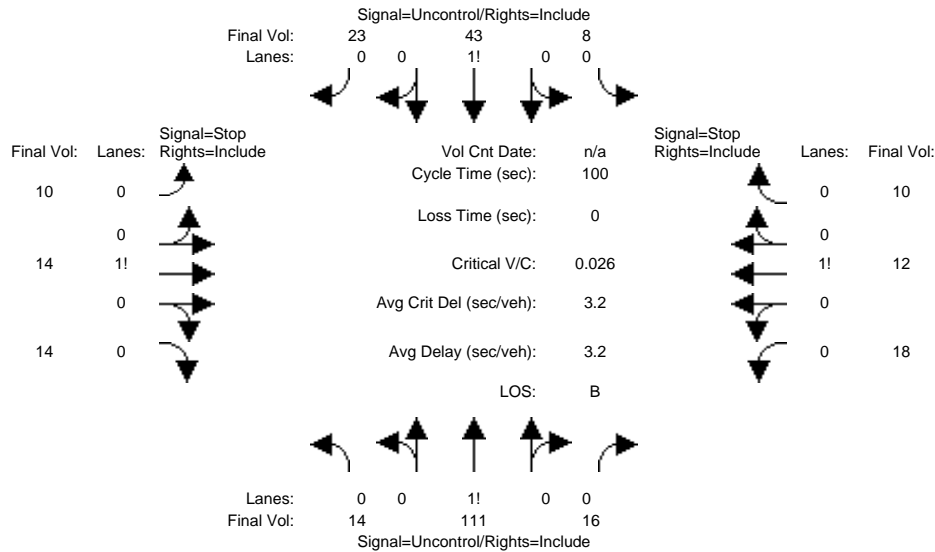 Signal=Uncontrol/Rights=Include
Final Vol: 23 43 8
Lanes: 0 0 1! 0 0
Signal=Stop
Final Vol: Lanes: Rights=Include
Vol Cnt Date: n/a
Signal=Stop
Rights=Include Lanes: Final Vol:
Cycle Time (sec): 100
10 0
0 10
Loss Time (sec): 0
0
0
14 1!
Critical V/C: 0.026
1! 12
0
Avg Crit Del (sec/veh): 3.2
0
14 0
Avg Delay (sec/veh): 3.2
0 18
LOS: B
Lanes: 0 0 1! 0 0
Final Vol: 14 111 16
Signal=Uncontrol/Rights=Include